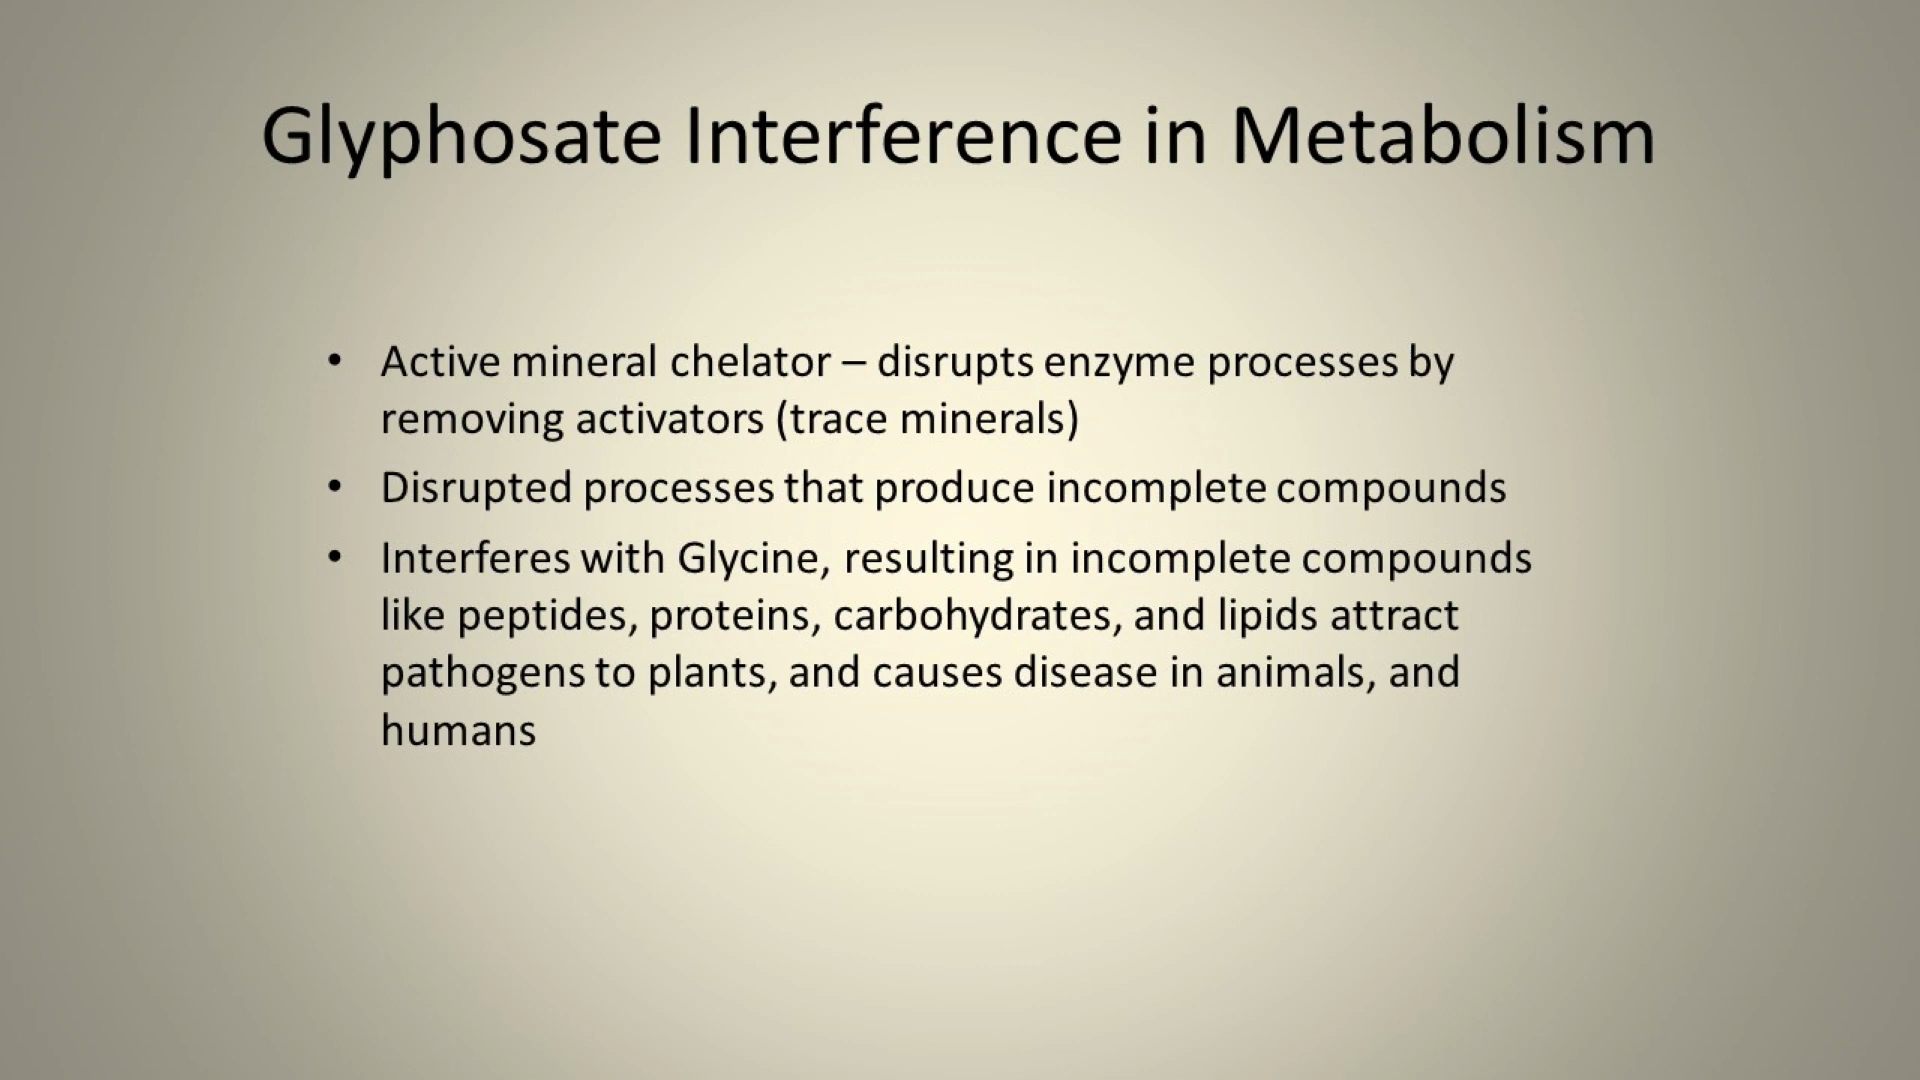 Glyphosate Interference in Metabolism
• Active mineral chelator – disrupts enzyme processes by
removing activators (trace minerals)
• Disrupted processes that produce incomplete compounds
• Interferes with Glycine, resulting in incomplete compounds
like peptides, proteins, carbohydrates, and lipids attract
pathogens to plants, and causes disease in animals, and
humans